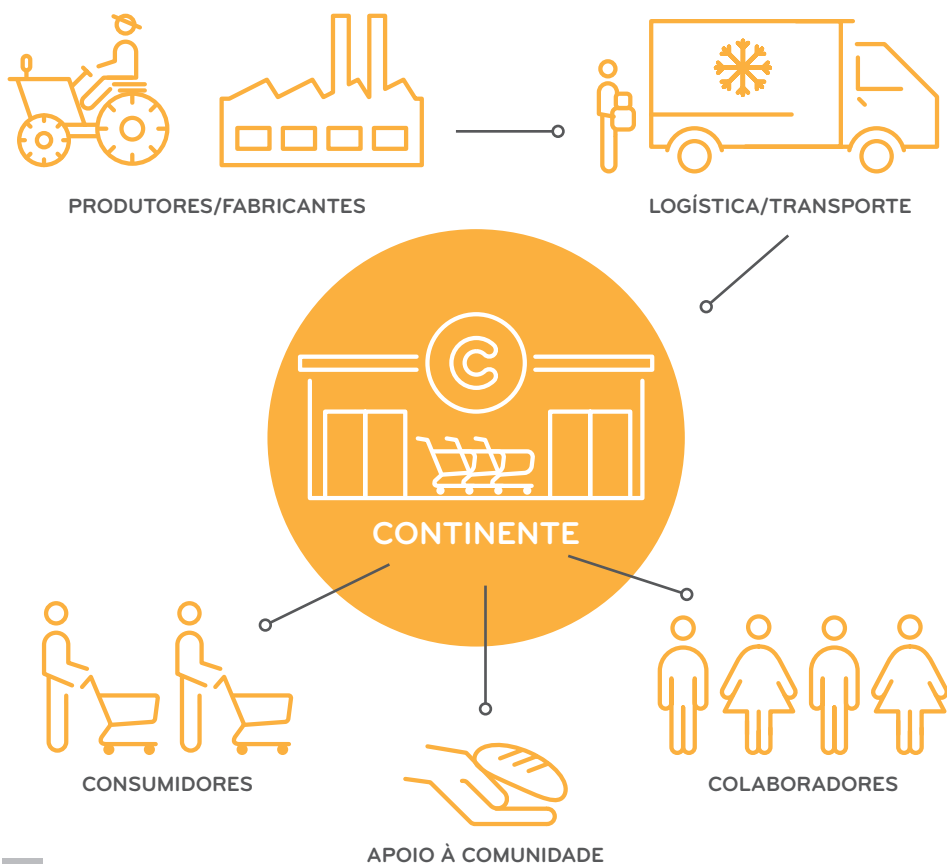 PRODUTORES/FABRICANTES
LOGÍSTICA/TRANSPORTE
C
CONTINENTE
CONSUMIDORES
COLABORADORES
APOIO À COMUNIDADE